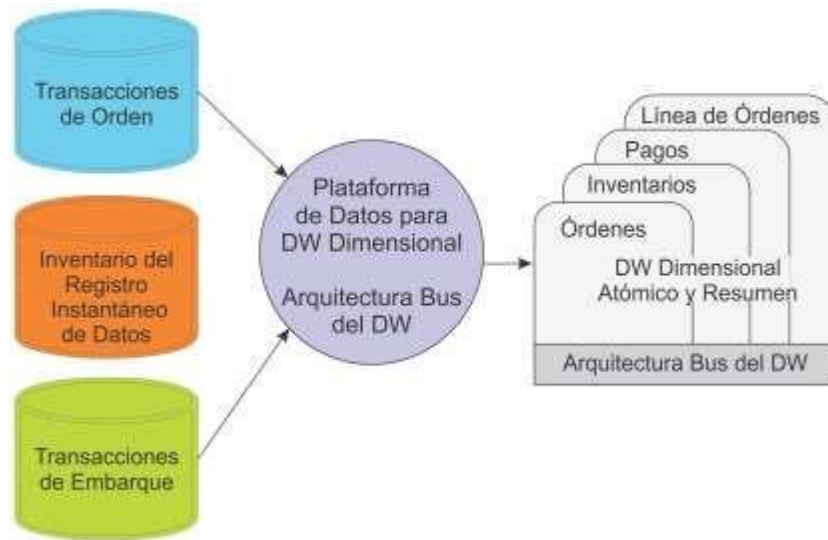 Transacciones
de Orden
Inventario del
Registro
Instantáneo
de Datos
Transacciones
de Embarque
Plataforma
de Datos para
DW Dimensional
Arquitectura Bus
del DW
Línea de Órdenes
Pagos
Inventarios
Órdenes
DW Dimensional
Atómico y Resumen
Arquitectura Bus del DW